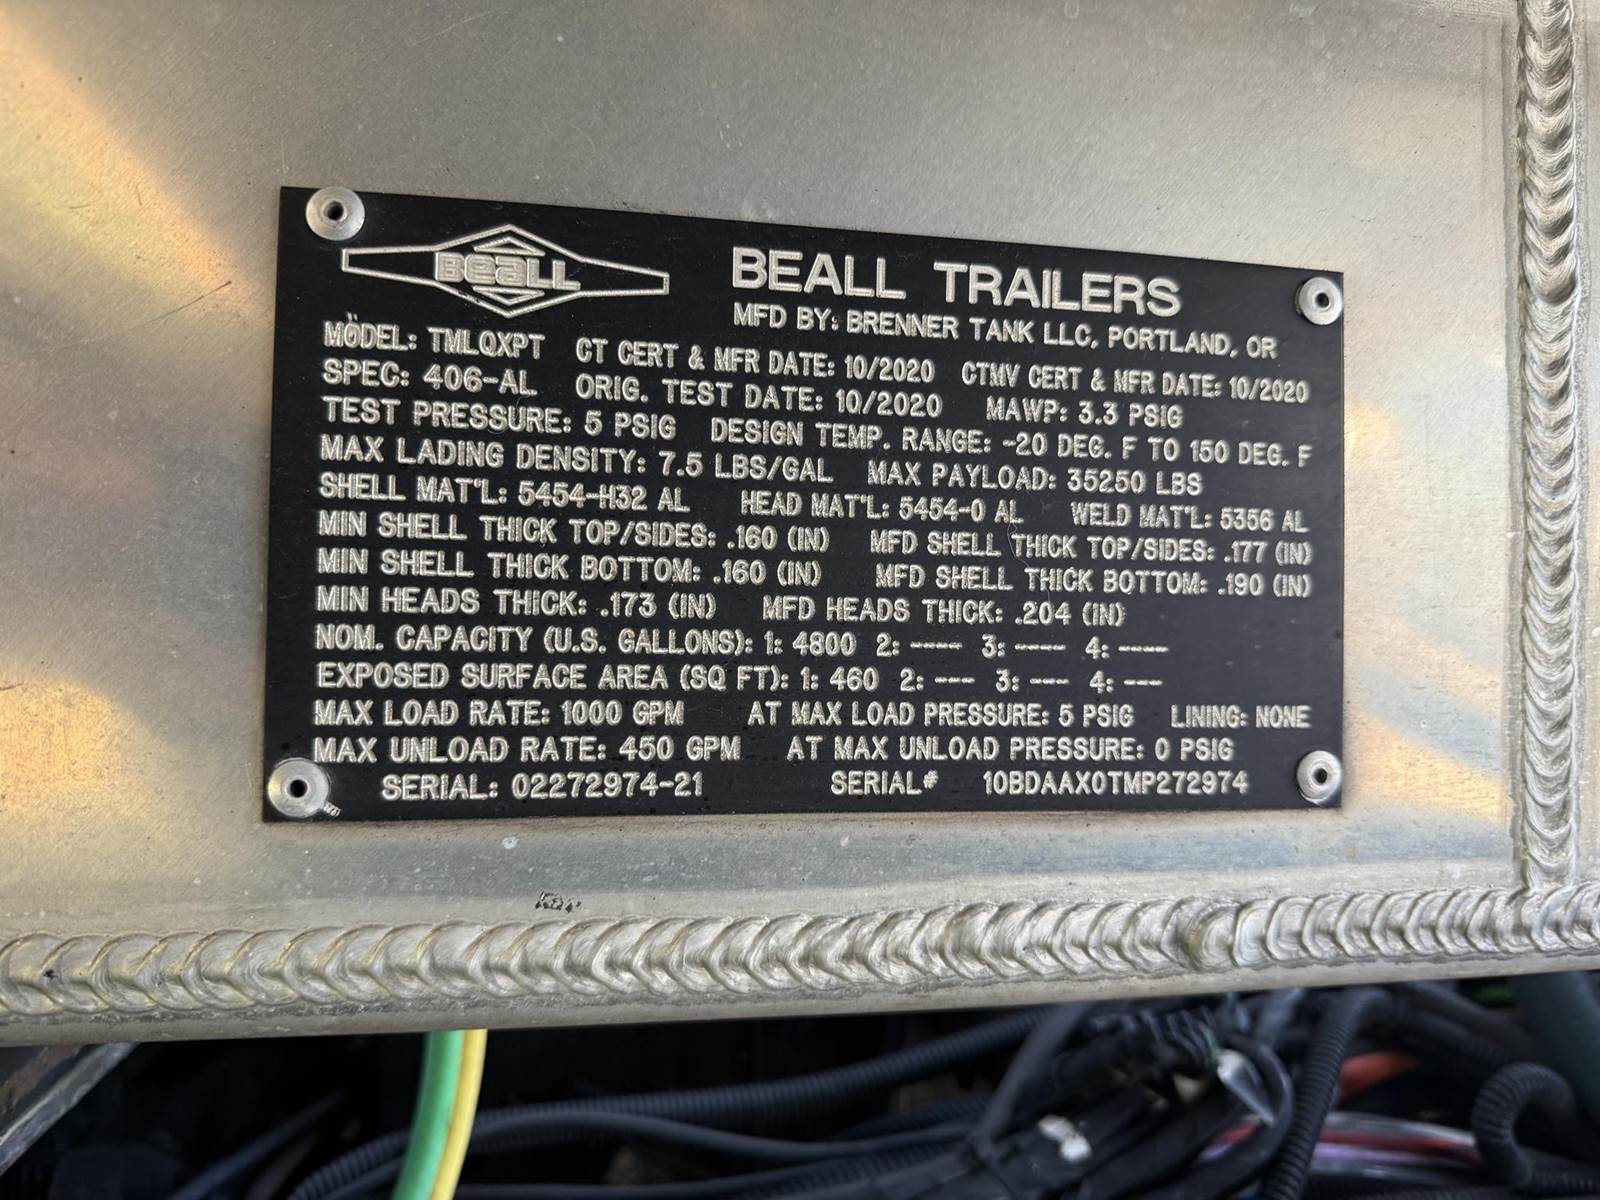 BEALL
BEALL TRAILERS
MFD BY: BRENNER TANK LLC, PORTLAND, OR
MODEL: TMLQXPT CT CERT & MFR DATE: 10/2020 CTMV CERT & MFR DATE: 10/2020
SPEC: 406-AL ORIG. TEST DATE: 10/2020 MAWP: 3.3 PSIG
TEST PRESSURE: 5 PSIG DESIGN TEMP. RANGE: -20 DEG. F TO 150 DEG. F
MAX LADING DENSITY: 7.5 LBS/GAL MAX PAYLOAD: 35250 LBS
SHELL MAT'L: 5454-H32 AL HEAD MAT'L: 5454-0 AL WELD MAT'L: 5356 AL
MIN SHELL THICK TOP/SIDES: .160 (IN) MFD SHELL THICK TOP/SIDES: .177 (IN)
MIN SHELL THICK BOTTOM: .160 (IN) MFD SHELL THICK BOTTOM: .190 (IN)
MIN HEADS THICK: .173 (IN) MFD HEADS THICK: .204 (IN)
NOM. CAPACITY (U.S. GALLONS): 1: 4800 2: ---- 3: ---- 4: ----
EXPOSED SURFACE AREA (SQ FT): 1: 460 2: --- 3: --- 4: ---
MAX LOAD RATE: 1000 GPM AT MAX LOAD PRESSURE: 5 PSIG LINING: NONE
MAX UNLOAD RATE: 450 GPM AT MAX UNLOAD PRESSURE: 0 PSIG
SERIAL: 02272974-21 SERIAL# 10BDAAX0TMP272974